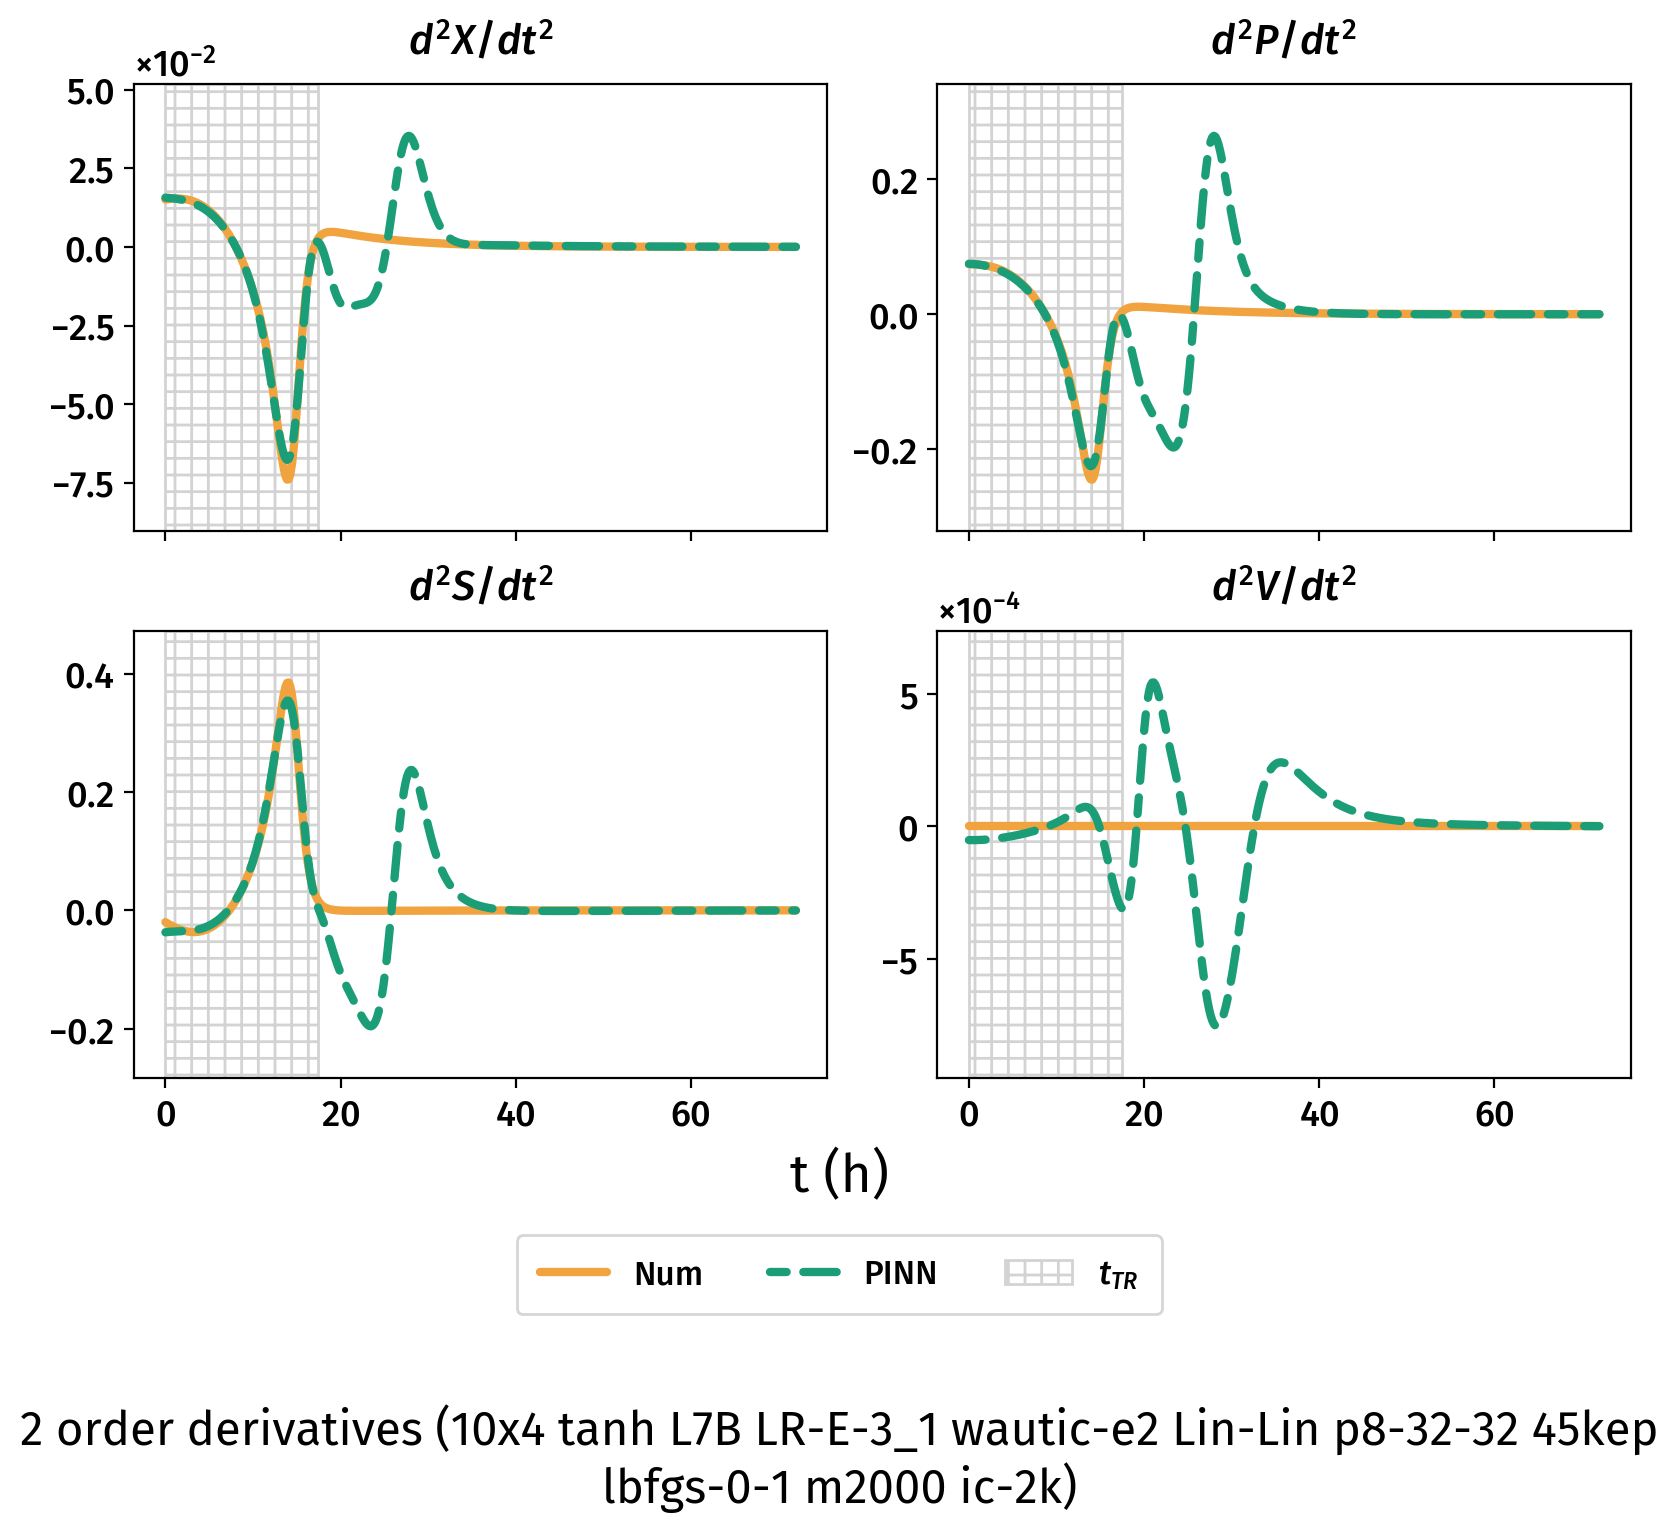 d²X/dt²
d²P/dt²
×10⁻²
5.0
2.5
0.0
−2.5
−5.0
−7.5
0.2
0.0
−0.2
d²S/dt²
d²V/dt²
×10⁻⁴
0.4
0.2
0.0
−0.2
5
0
−5
0 20 40 60
0 20 40 60
t (h)
Num PINN t_TR
2 order derivatives (10x4 tanh L7B LR-E-3_1 wautic-e2 Lin-Lin p8-32-32 45kep
lbfgs-0-1 m2000 ic-2k)